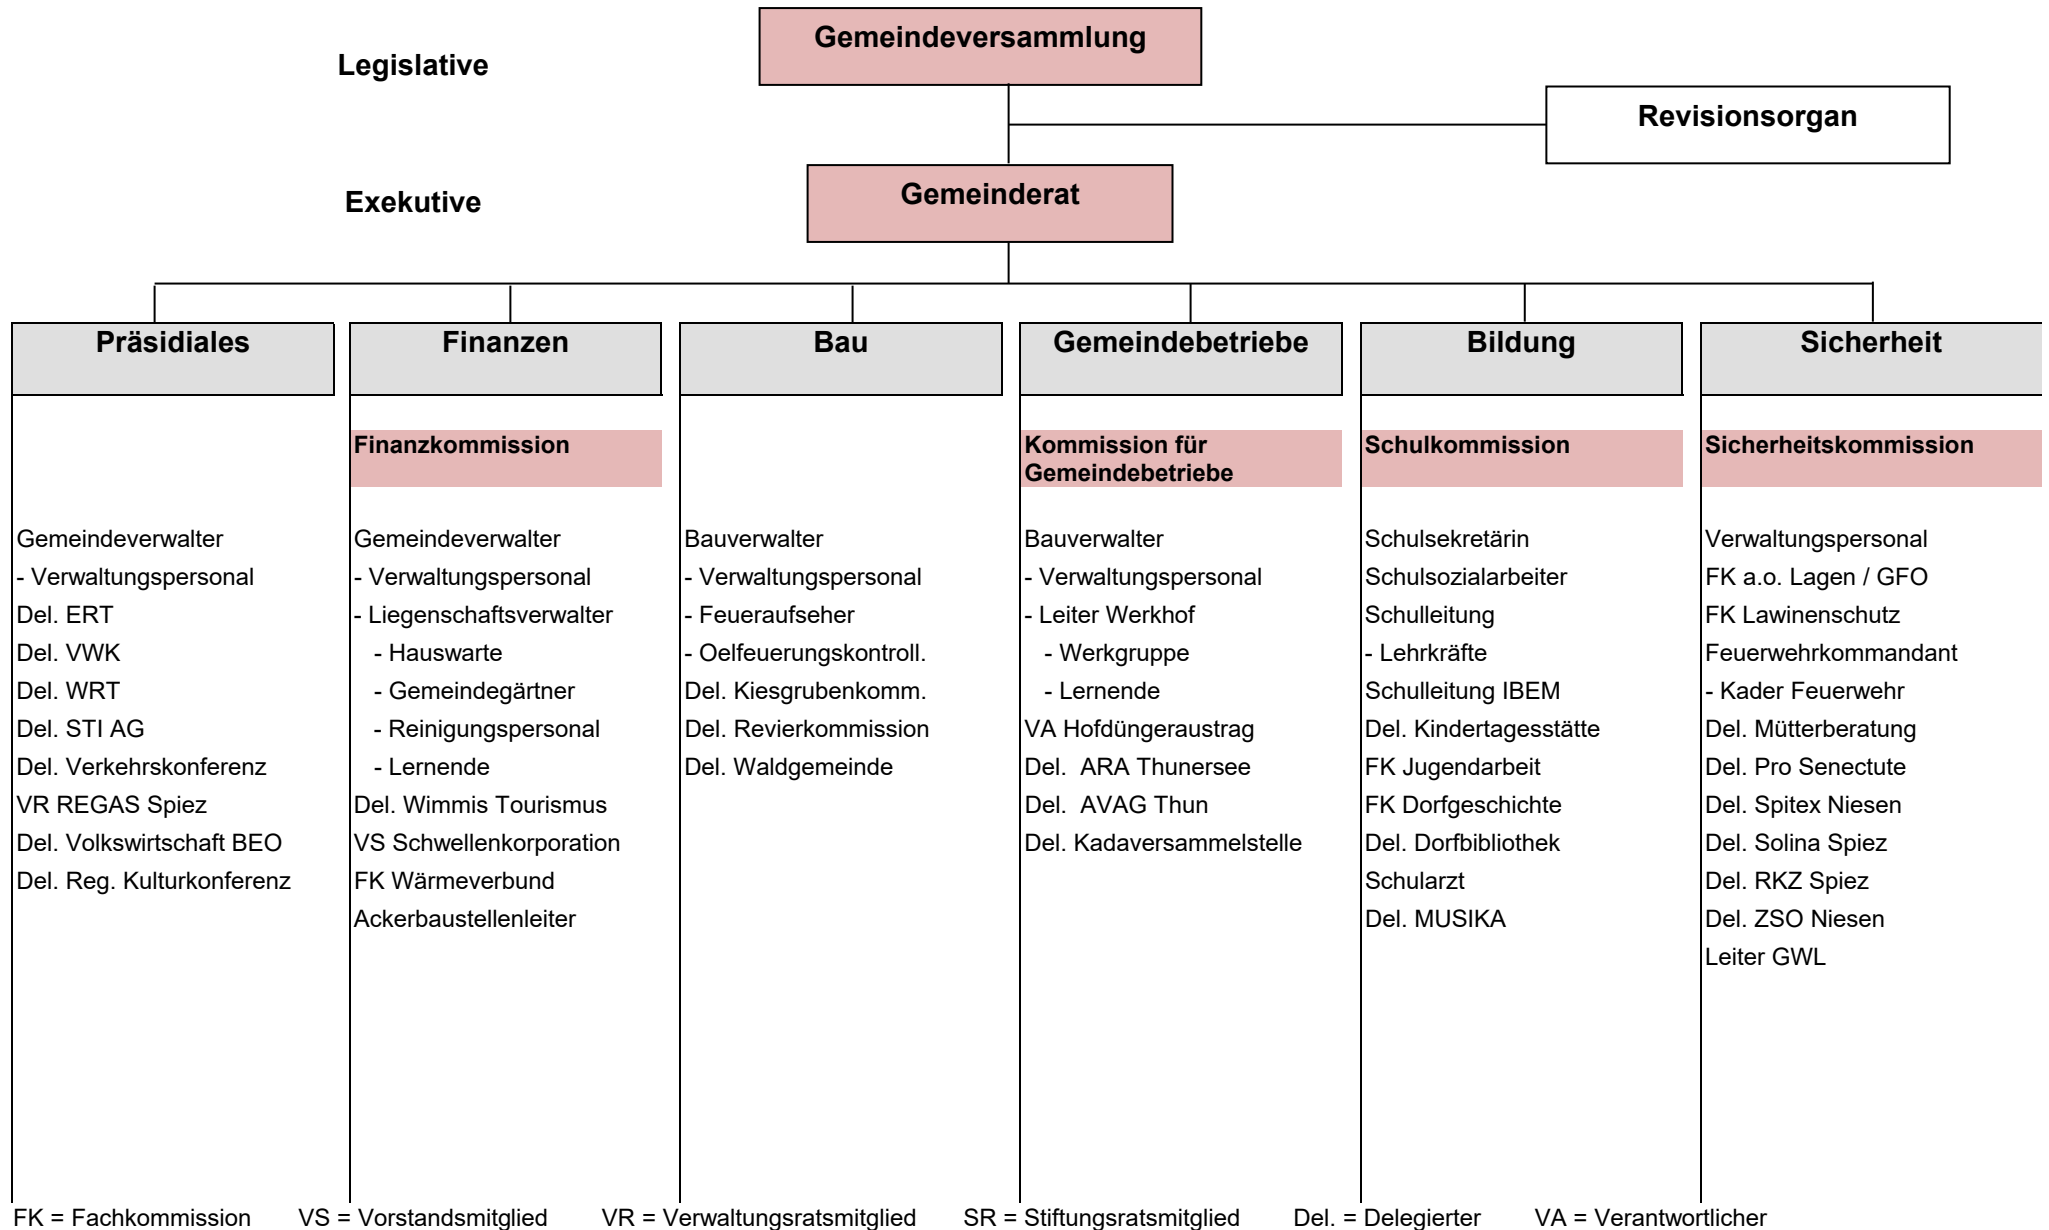 Gemeindeversammlung
Legislative
Revisionsorgan
Gemeinderat
Exekutive
Präsidiales
Gemeindeverwalter
- Verwaltungspersonal
Del. ERT
Del. VWK
Del. WRT
Del. STI AG
Del. Verkehrskonferenz
VR REGAS Spiez
Del. Volkswirtschaft BEO
Del. Reg. Kulturkonferenz
Finanzen
Finanzkommission
Gemeindeverwalter
- Verwaltungspersonal
- Liegenschaftsverwalter
- Hauswarte
- Gemeindegärtner
- Reinigungspersonal
- Lernende
Del. Wimmis Tourismus
VS Schwellenkorporation
FK Wärmeverbund
Ackerbaustellenleiter
Bau
Bauverwalter
- Verwaltungspersonal
- Feueraufseher
- Oelfeuerungskontroll.
Del. Kiesgrubenkomm.
Del. Revierkommission
Del. Waldgemeinde
Gemeindebetriebe
Kommission für
Gemeindebetriebe
Bauverwalter
- Verwaltungspersonal
- Leiter Werkhof
- Werkgruppe
- Lernende
VA Hofdüngeraustrag
Del. ARA Thunersee
Del. AVAG Thun
Del. Kadaversammelstelle
Bildung
Schulkommission
Schulsekretärin
Schulsozialarbeiter
Schulleitung
- Lehrkräfte
Schulleitung IBEM
Del. Kindertagesstätte
FK Jugendarbeit
FK Dorfgeschichte
Del. Dorfbibliothek
Schularzt
Del. MUSIKA
Sicherheit
Sicherheitskommission
Verwaltungspersonal
FK a.o. Lagen / GFO
FK Lawinenschutz
Feuerwehrkommandant
- Kader Feuerwehr
Del. Mütterberatung
Del. Pro Senectute
Del. Spitex Niesen
Del. Solina Spiez
Del. RKZ Spiez
Del. ZSO Niesen
Leiter GWL
FK = Fachkommission VS = Vorstandsmitglied VR = Verwaltungsratsmitglied SR = Stiftungsratsmitglied Del. = Delegierter VA = Verantwortlicher